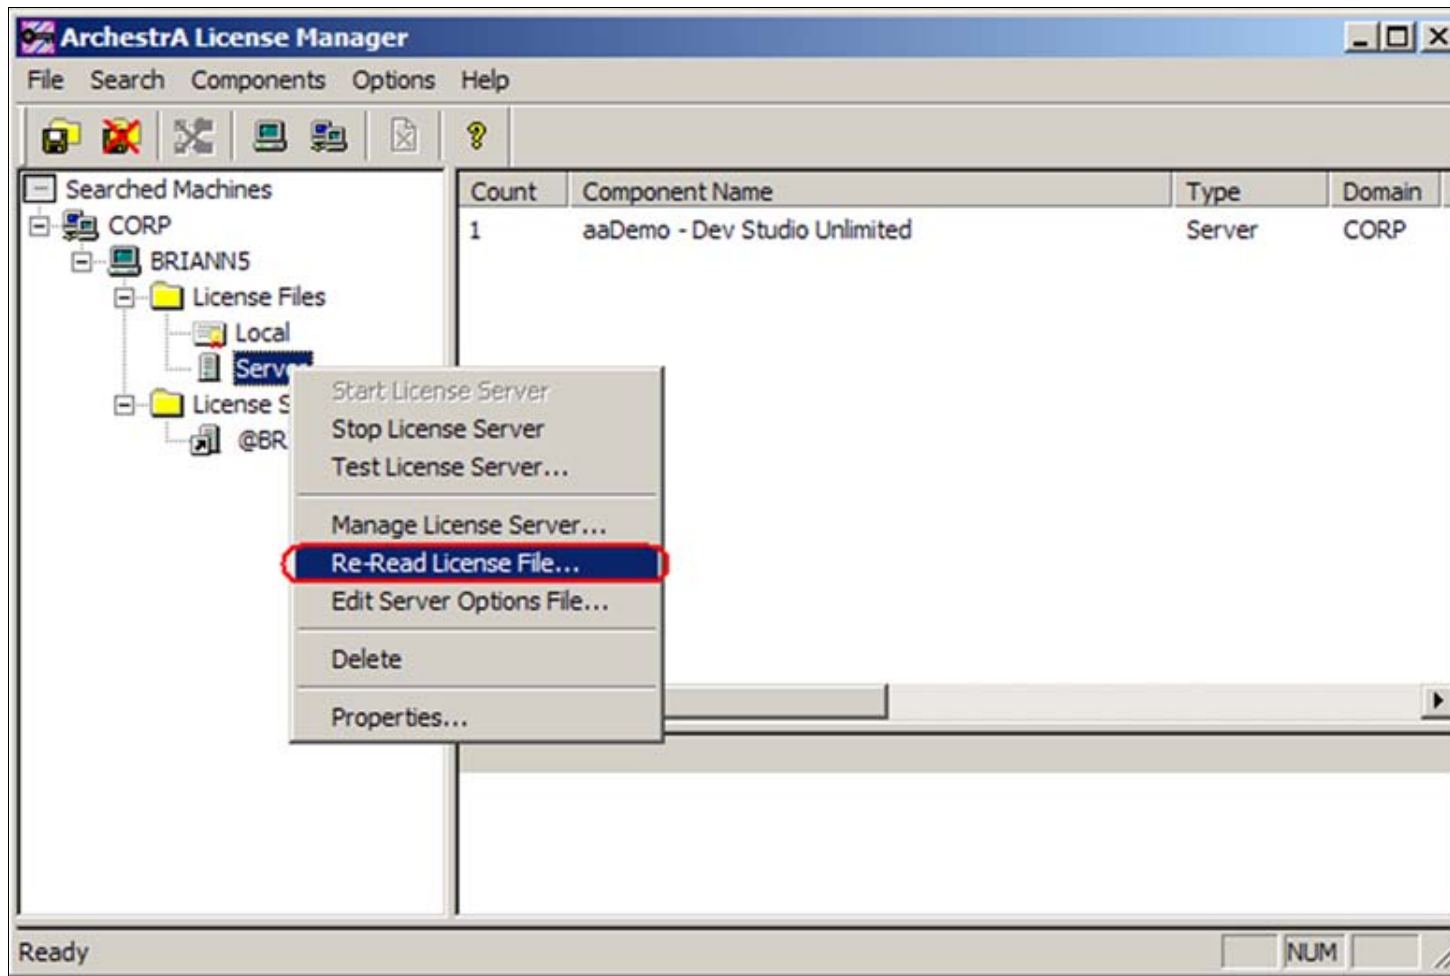 ArchestrA License Manager
File Search Components Options Help
Searched Machines
CORP
BRIANN5
License Files
Local
Serve
License S
@BR
Count Component Name Type Domain
1 aaDemo - Dev Studio Unlimited Server CORP
Start License Server
Stop License Server
Test License Server...
Manage License Server...
Re-Read License File...
Edit Server Options File...
Delete
Properties...
Ready NUM